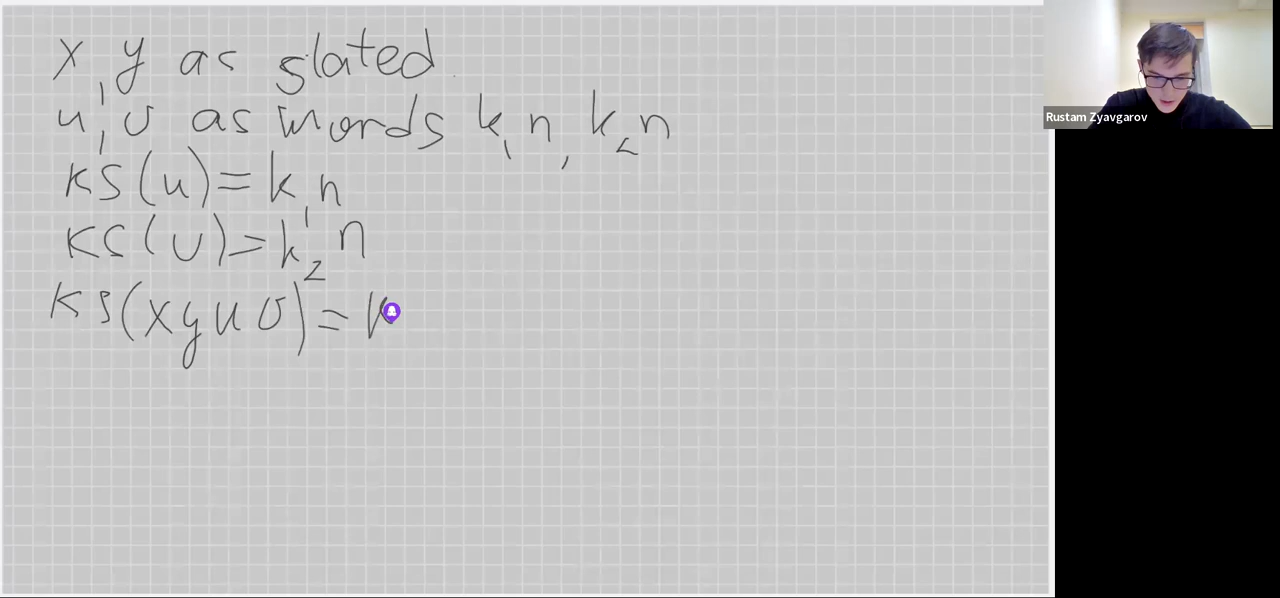 x, y as stated
u, v as words k₁n, k₂n
KS(u) = k₁n
KS(v) = k₂n
KS(xyuv) = k
Rustam Zyavgarov